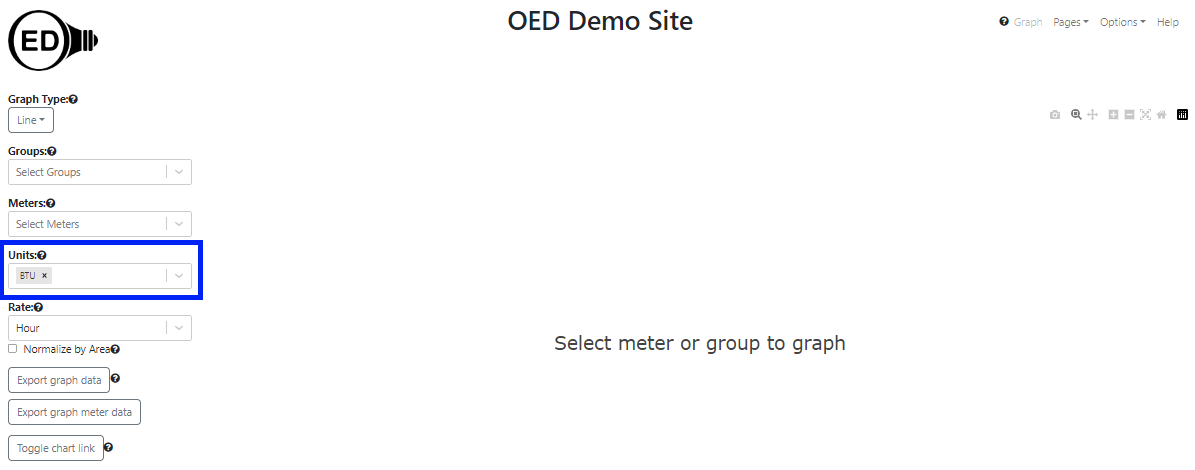 OED Demo Site
ED
Graph Pages Options Help
Graph Type:
Line
Groups:
Select Groups
Meters:
Select Meters
Units:
BTU ×
Rate:
Hour
Normalize by Area
Select meter or group to graph
Export graph data
Export graph meter data
Toggle chart link